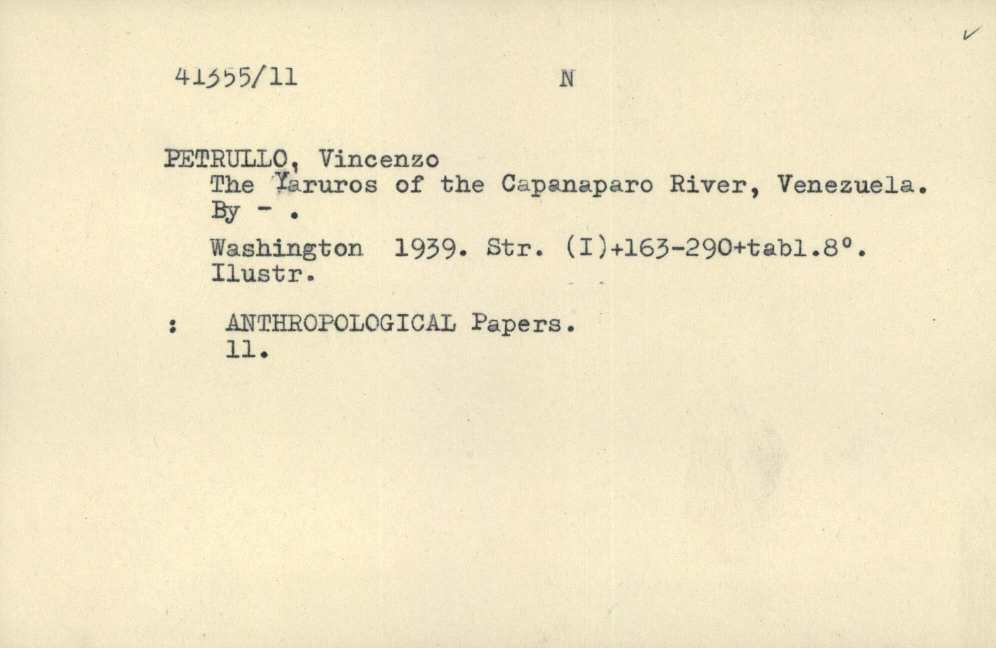 41355/11 N
PETRULLO, Vincenzo
The Yaruros of the Capanaparo River, Venezuela.
By - .
Washington 1939. Str. (I)+163-290+tabl.8°.
Ilustr.
: ANTHROPOLOGICAL Papers.
11.